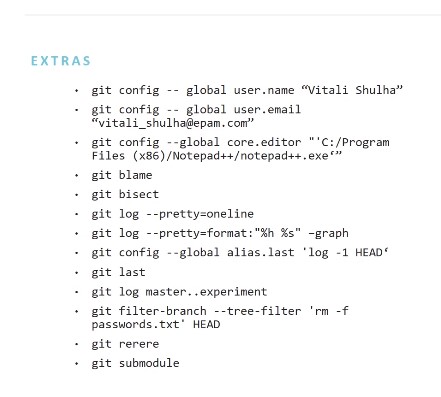 EXTRAS
• git config -- global user.name “Vitali Shulha”
• git config -- global user.email
“vitali_shulha@epam.com”
• git config --global core.editor "'C:/Program
Files (x86)/Notepad++/notepad++.exe‘”
• git blame
• git bisect
• git log --pretty=oneline
• git log --pretty=format:"%h %s" –graph
• git config --global alias.last 'log -1 HEAD‘
• git last
• git log master..experiment
• git filter-branch --tree-filter 'rm -f
passwords.txt' HEAD
• git rerere
• git submodule